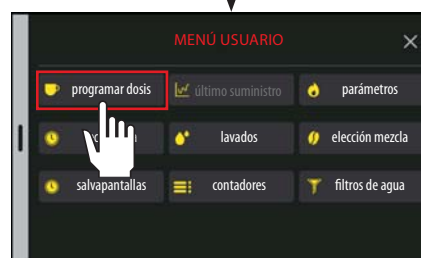 MENÚ USUARIO
programar dosis
último suministro
parámetros
lavados
elección mezcla
salvapantallas
contadores
filtros de agua